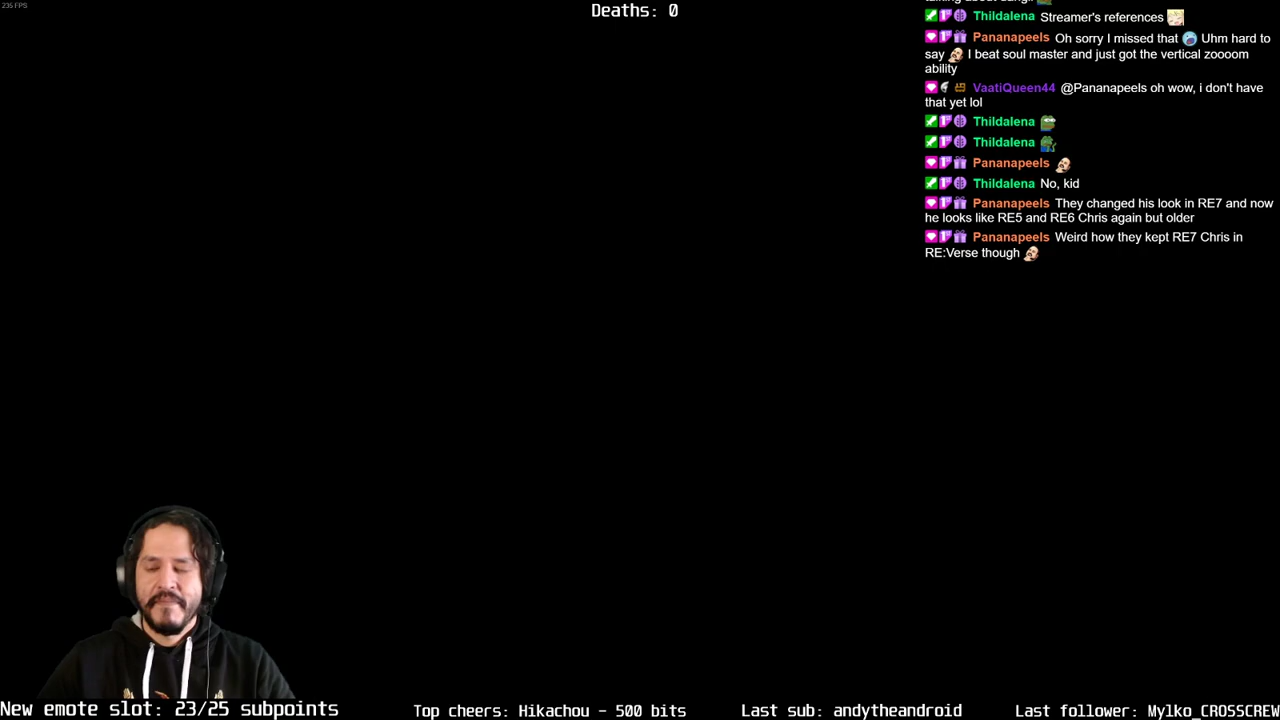 235 FPS
Deaths: 0
Thildalena Streamer's references
Pananapeels Oh sorry I missed that Uhm hard to
say I beat soul master and just got the vertical zoooom
ability
VaatiQueen44 @Pananapeels oh wow, i don't have
that yet lol
Thildalena
Thildalena
Pananapeels
Thildalena No, kid
Pananapeels They changed his look in RE7 and now
he looks like RE5 and RE6 Chris again but older
Pananapeels Weird how they kept RE7 Chris in
RE:Verse though
New emote slot: 23/25 subpoints
Top cheers: Hikachou - 500 bits
Last sub: andytheandroid
Last follower: Mylko_CROSSCREW